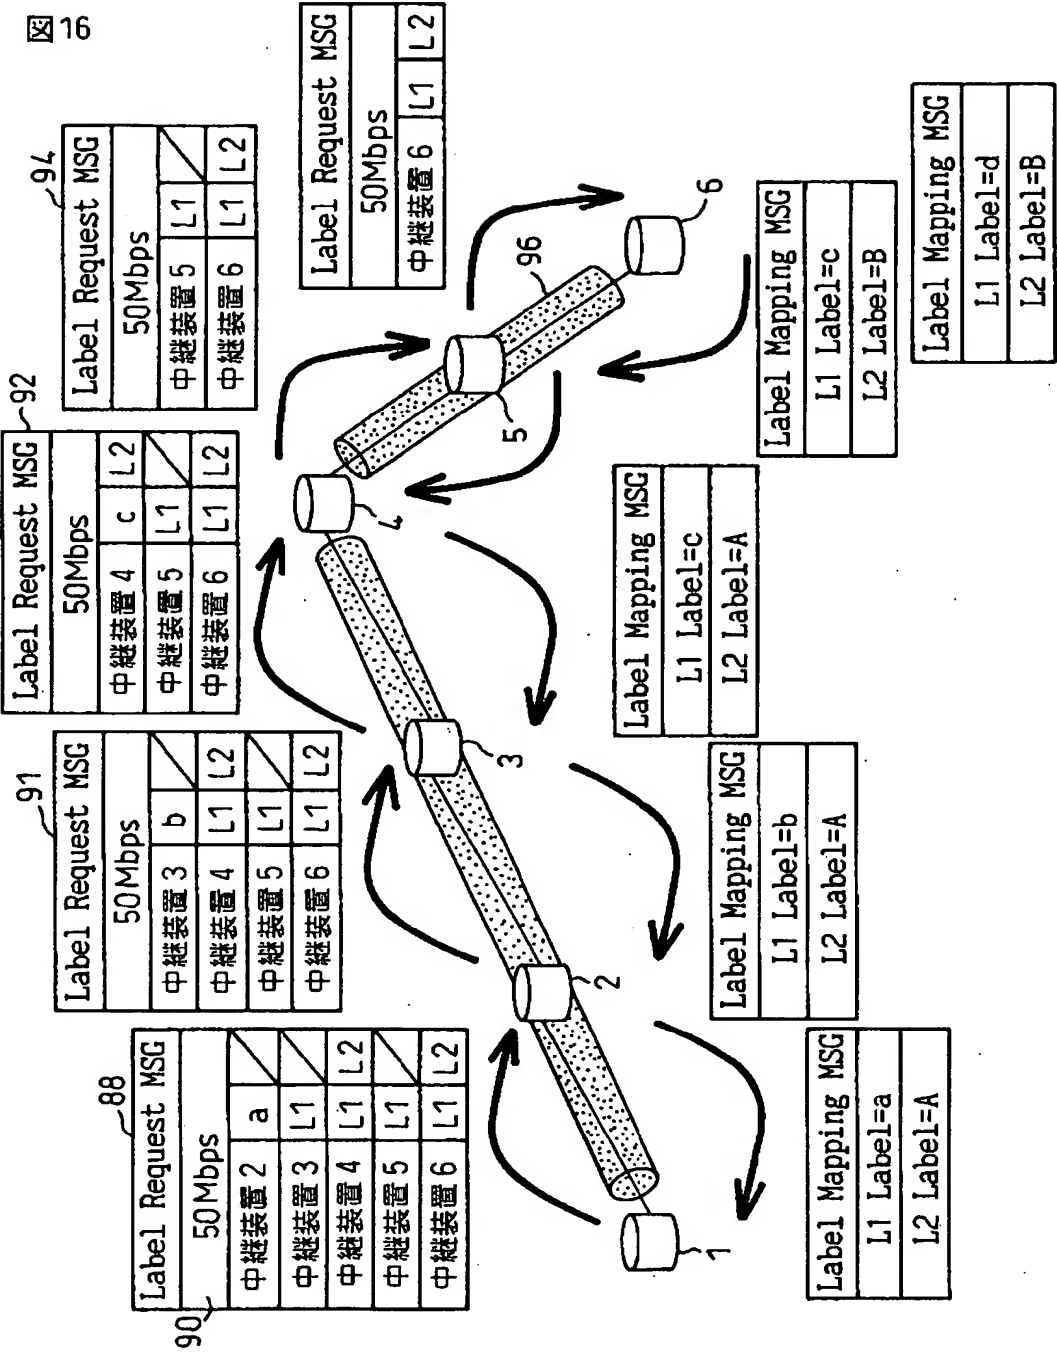 図16
88
90
Label Request MSG
50Mbps
中継装置2 a
中継装置3 L1
中継装置4 L1 L2
中継装置5 L1
中継装置6 L1 L2
91
Label Request MSG
50Mbps
中継装置3 b
中継装置4 L1 L2
中継装置5 L1
中継装置6 L1 L2
92
Label Request MSG
50Mbps
中継装置4 c L2
中継装置5 L1
中継装置6 L1 L2
94
Label Request MSG
50Mbps
中継装置5 L1
中継装置6 L1 L2
Label Request MSG
50Mbps
中継装置6 L1 L2
1
2
3
4
5
6
96
Label Mapping MSG
L1 Label=a
L2 Label=A
Label Mapping MSG
L1 Label=b
L2 Label=A
Label Mapping MSG
L1 Label=c
L2 Label=A
Label Mapping MSG
L1 Label=c
L2 Label=B
Label Mapping MSG
L1 Label=d
L2 Label=B